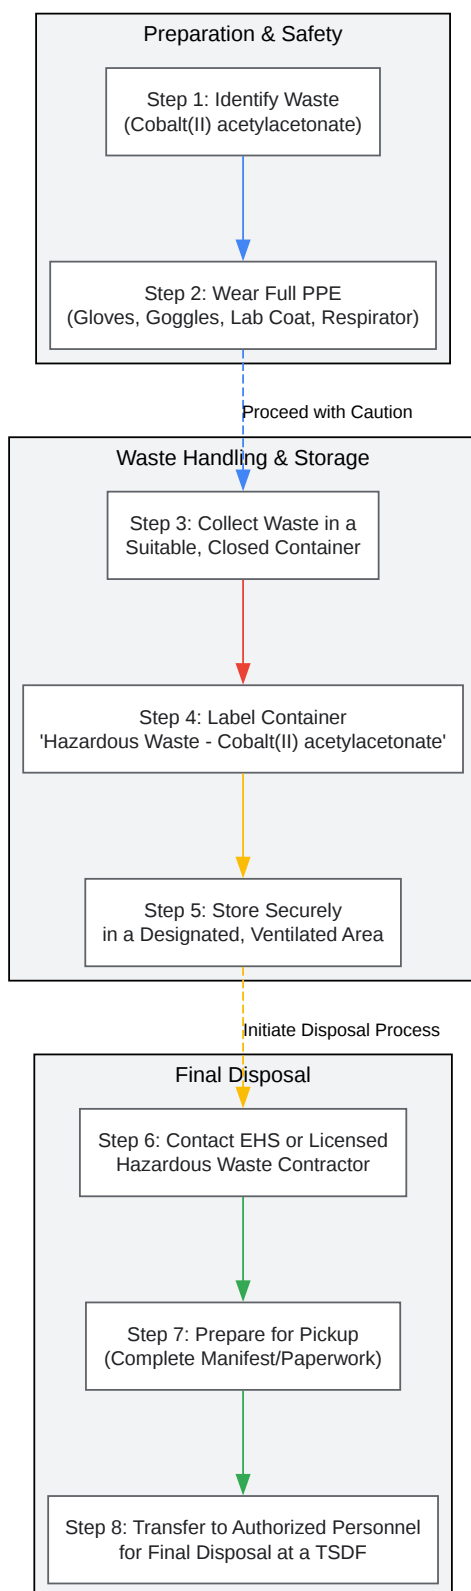 Preparation & Safety
Step 1: Identify Waste
(Cobalt(II) acetylacetonate)
Step 2: Wear Full PPE
(Gloves, Goggles, Lab Coat, Respirator)
Proceed with Caution
Waste Handling & Storage
Step 3: Collect Waste in a
Suitable, Closed Container
Step 4: Label Container
'Hazardous Waste - Cobalt(II) acetylacetonate'
Step 5: Store Securely
in a Designated, Ventilated Area
Initiate Disposal Process
Final Disposal
Step 6: Contact EHS or Licensed
Hazardous Waste Contractor
Step 7: Prepare for Pickup
(Complete Manifest/Paperwork)
Step 8: Transfer to Authorized Personnel
for Final Disposal at a TSDF